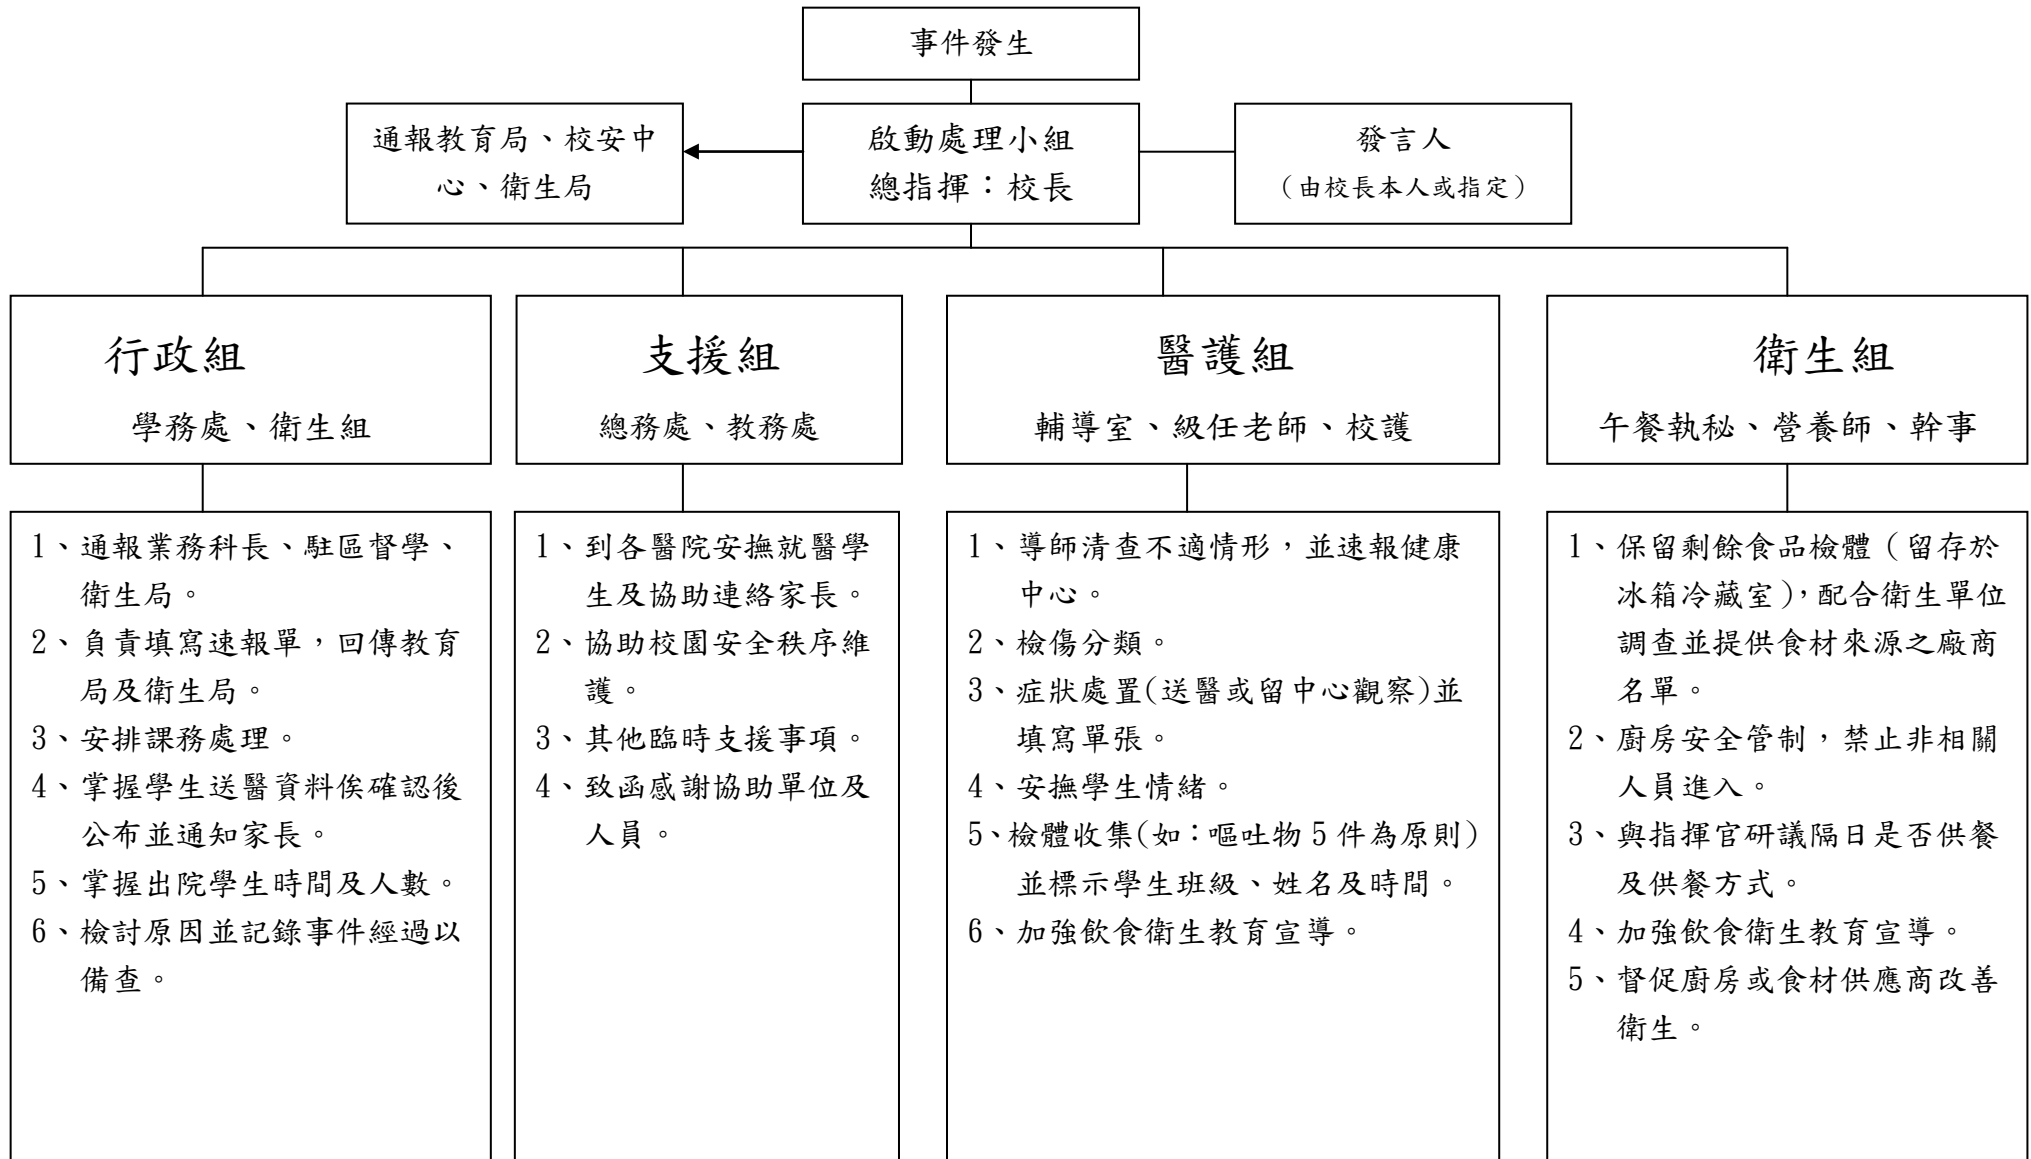 事件發生
通報教育局、校安中
心、衛生局
啟動處理小組
總指揮：校長
發言人
（由校長本人或指定）
行政組
學務處、衛生組
支援組
總務處、教務處
醫護組
輔導室、級任老師、校護
衛生組
午餐執秘、營養師、幹事
1、通報業務科長、駐區督學、
衛生局。
2、負責填寫速報單，回傳教育
局及衛生局。
3、安排課務處理。
4、掌握學生送醫資料俟確認後
公布並通知家長。
5、掌握出院學生時間及人數。
6、檢討原因並記錄事件經過以
備查。
1、到各醫院安撫就醫學
生及協助連絡家長。
2、協助校園安全秩序維
護。
3、其他臨時支援事項。
4、致函感謝協助單位及
人員。
1、導師清查不適情形，並速報健康
中心。
2、檢傷分類。
3、症狀處置(送醫或留中心觀察)並
填寫單張。
4、安撫學生情緒。
5、檢體收集(如：嘔吐物 5 件為原則)
並標示學生班級、姓名及時間。
6、加強飲食衛生教育宣導。
1、保留剩餘食品檢體（留存於
冰箱冷藏室），配合衛生單位
調查並提供食材來源之廠商
名單。
2、廚房安全管制，禁止非相關
人員進入。
3、與指揮官研議隔日是否供餐
及供餐方式。
4、加強飲食衛生教育宣導。
5、督促廚房或食材供應商改善
衛生。